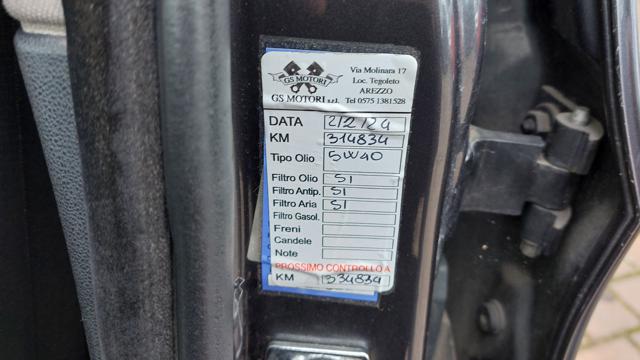 GS MOTORI
GS MOTORI s.r.l.
Via Molinara 17
Loc. Tegoleto
AREZZO
Tel 0575 1381528
DATA 2/2/24
KM 314834
Tipo Olio 5W40
Filtro Olio SI
Filtro Antip. SI
Filtro Aria SI
Filtro Gasol.
Freni
Candele
Note
PROSSIMO CONTROLLO A
KM 334834